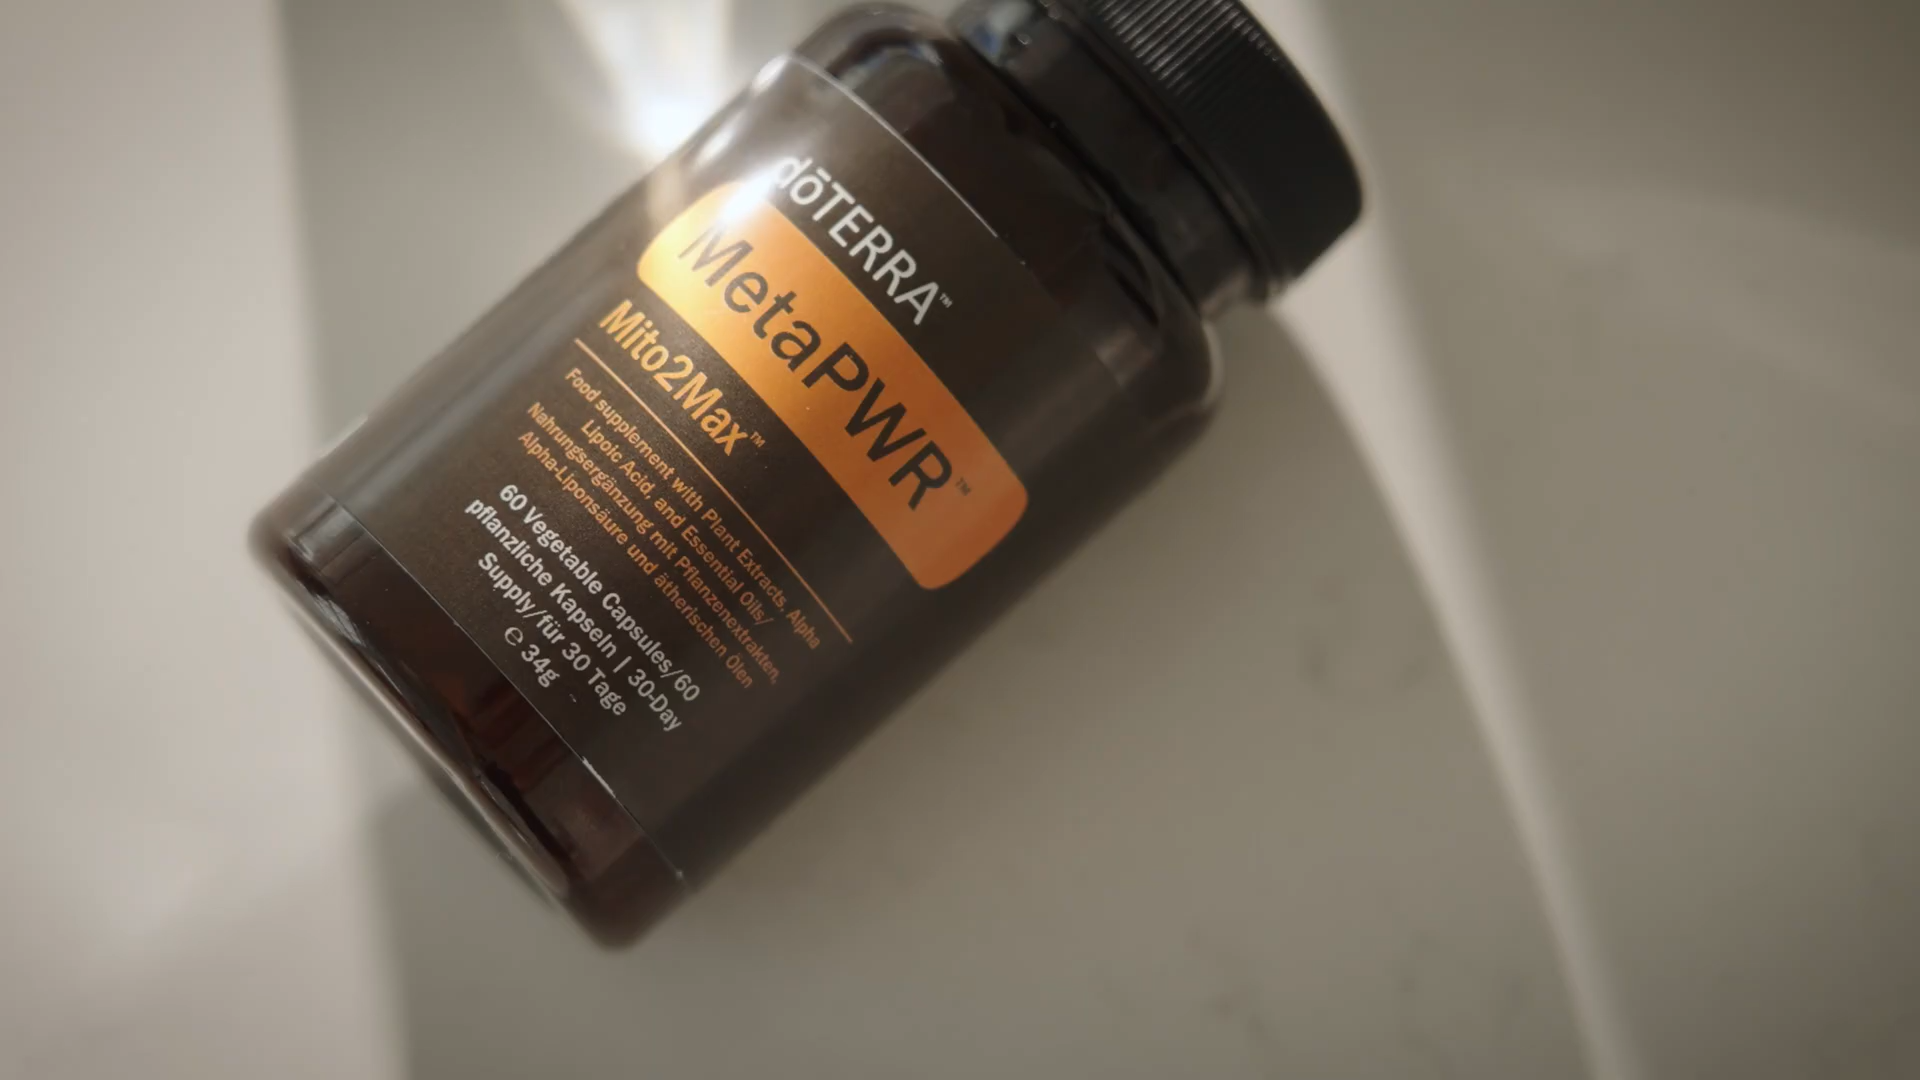 dōTERRA™
MetaPWR™
Mito2Max™
Food supplement with Plant Extracts, Alpha
Lipoic Acid, and Essential Oils/
Nahrungsergänzung mit Pflanzenextrakten,
Alpha-Liponsäure und ätherischen Ölen
60 Vegetable Capsules/60
pflanzliche Kapseln | 30-Day
Supply/für 30 Tage
℮ 34g